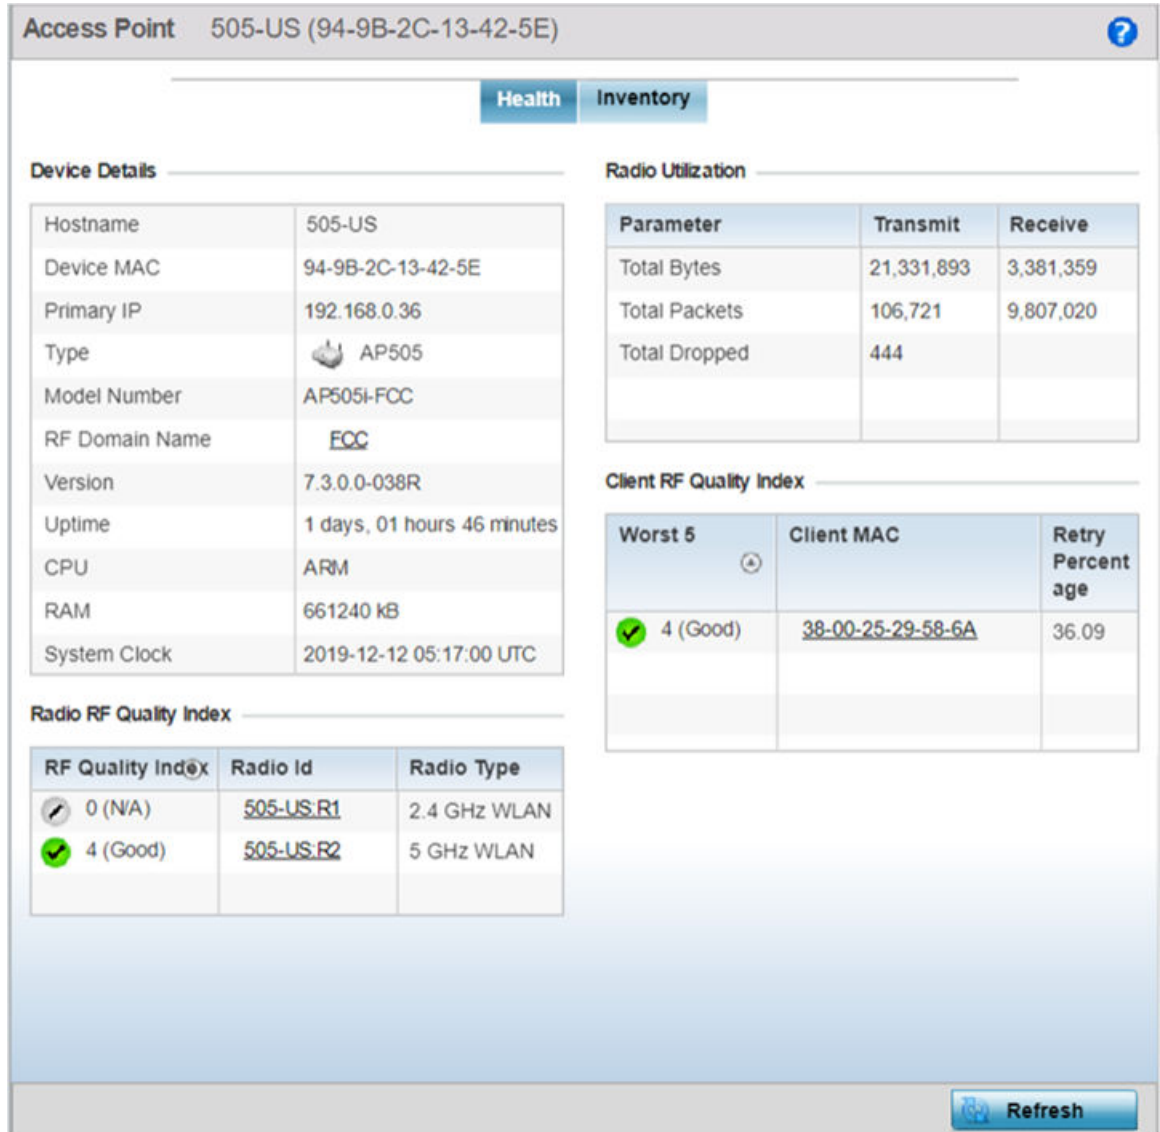 Access Point 505-US (94-9B-2C-13-42-5E)
?
Health Inventory
Device Details
Hostname 505-US
Device MAC 94-9B-2C-13-42-5E
Primary IP 192.168.0.36
Type AP505
Model Number AP505i-FCC
RF Domain Name FCC
Version 7.3.0.0-038R
Uptime 1 days, 01 hours 46 minutes
CPU ARM
RAM 661240 kB
System Clock 2019-12-12 05:17:00 UTC
Radio RF Quality Index
RF Quality Index Radio Id Radio Type
0 (N/A) 505-US:R1 2.4 GHz WLAN
4 (Good) 505-US:R2 5 GHz WLAN
Radio Utilization
Parameter Transmit Receive
Total Bytes 21,331,893 3,381,359
Total Packets 106,721 9,807,020
Total Dropped 444
Client RF Quality Index
Worst 5 Client MAC Retry
Percent
age
4 (Good) 38-00-25-29-58-6A 36.09
Refresh